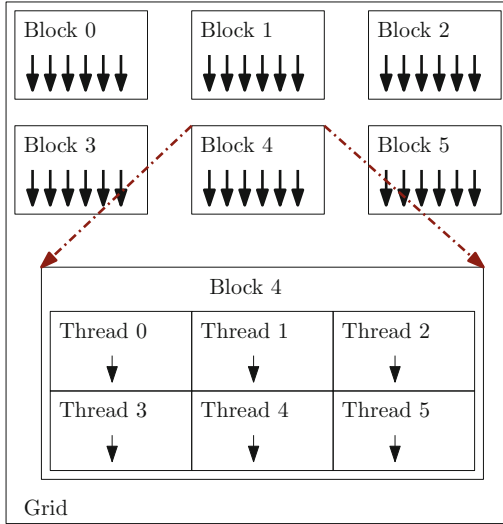 Block 0 Block 1 Block 2
Block 3 Block 4 Block 5
Block 4
Thread 0 Thread 1 Thread 2
Thread 3 Thread 4 Thread 5
Grid